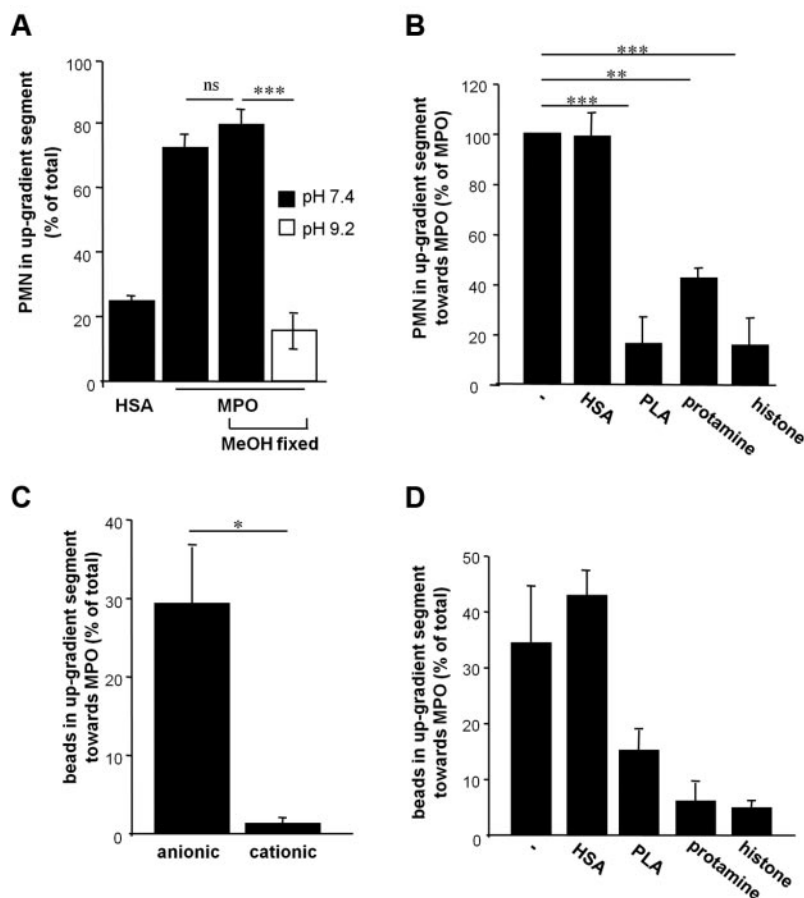 A
PMN in up-gradient segment
(% of total)
100
80
60
40
20
0
ns
***
pH 7.4
pH 9.2
HSA
MPO
MeOH fixed
B
PMN in up-gradient segment
towards MPO (% of MPO)
120
100
80
60
40
20
0
***
**
***
-
HSA
PLA
protamine
histone
C
beads in up-gradient segment
towards MPO (% of total)
40
30
20
10
0
*
anionic
cationic
D
beads in up-gradient segment
towards MPO (% of total)
50
40
30
20
10
0
-
HSA
PLA
protamine
histone